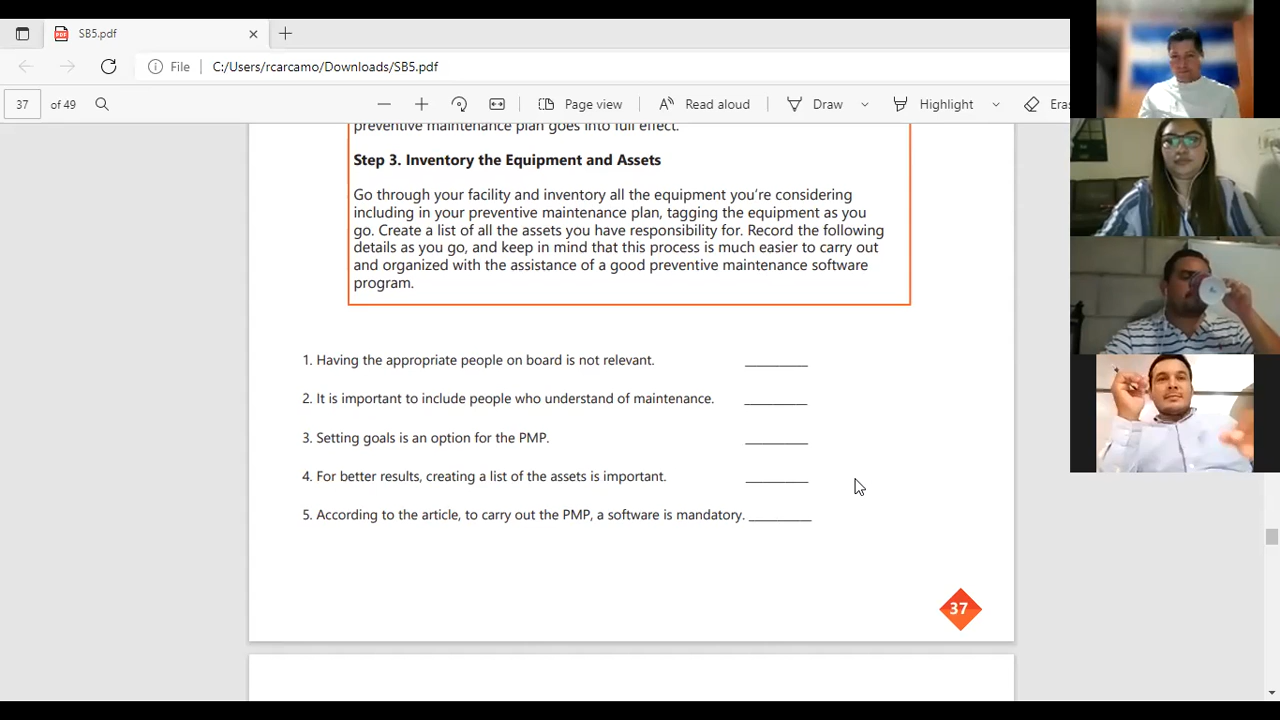 SB5.pdf
File C:/Users/rcarcamo/Downloads/SB5.pdf
37 of 49 Page view Read aloud Draw Highlight Eras
preventive maintenance plan goes into full effect.
Step 3. Inventory the Equipment and Assets
Go through your facility and inventory all the equipment you're considering
including in your preventive maintenance plan, tagging the equipment as you
go. Create a list of all the assets you have responsibility for. Record the following
details as you go, and keep in mind that this process is much easier to carry out
and organized with the assistance of a good preventive maintenance software
program.
1. Having the appropriate people on board is not relevant. __________
2. It is important to include people who understand of maintenance. __________
3. Setting goals is an option for the PMP. __________
4. For better results, creating a list of the assets is important. __________
5. According to the article, to carry out the PMP, a software is mandatory. __________
37